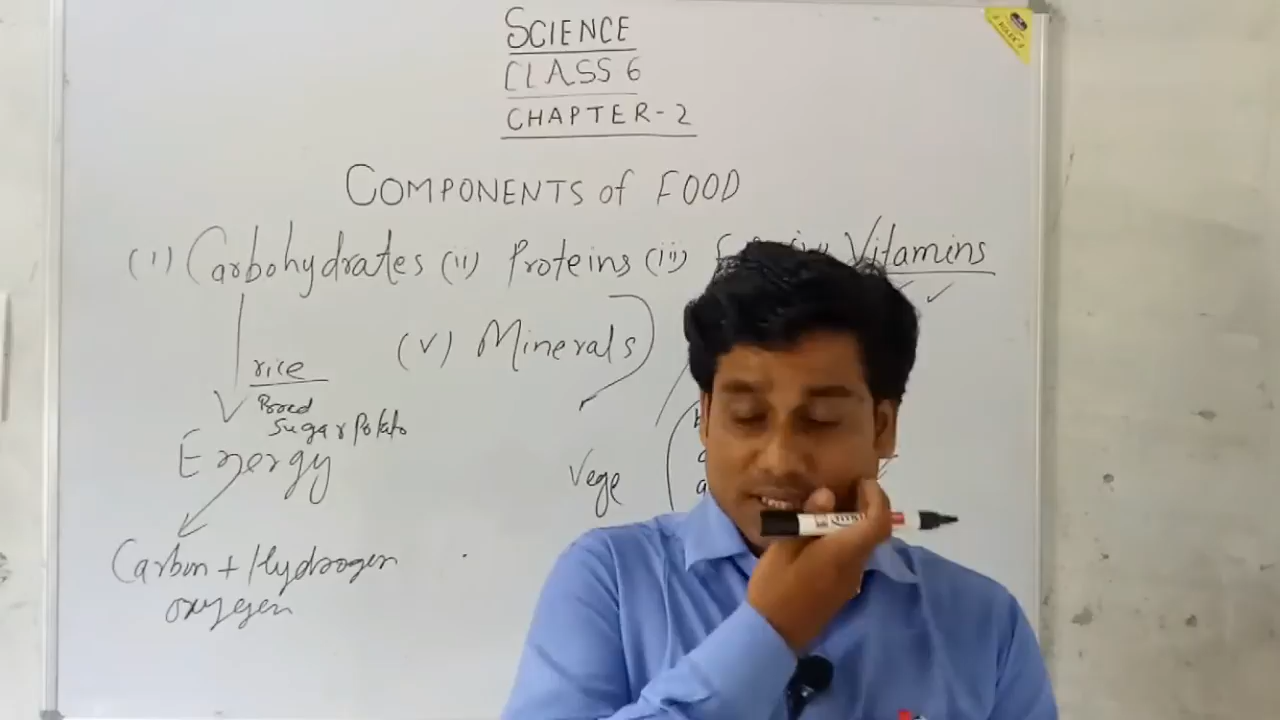 SCIENCE
CLASS 6
CHAPTER-2
COMPONENTS of FOOD
(i) Carbohydrates (ii) Proteins (iii) Vitamins
(v) Minerals
rice
Sugar Potato
Energy
Vege
Carbon + Hydrogen
oxygen